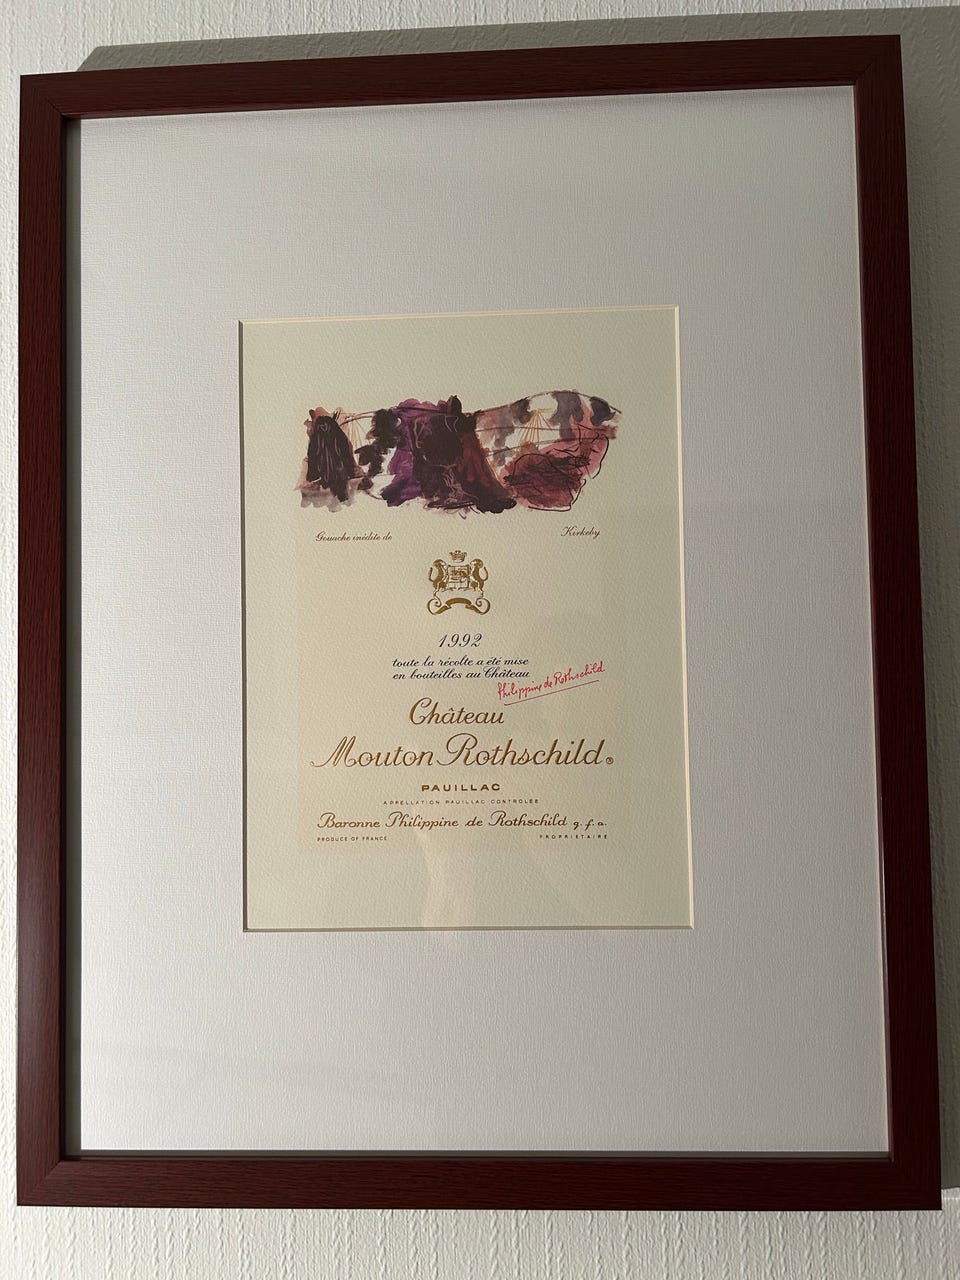 Gouache inédite de Kirkeby
1992
toute la récolte a été mise
en bouteilles au Château
Philippine de Rothschild
Château
Mouton Rothschild®
PAUILLAC
APPELLATION PAUILLAC CONTROLÉE
Baronne Philippine de Rothschild g.f.a.
PRODUCE OF FRANCE PROPRIETAIRE